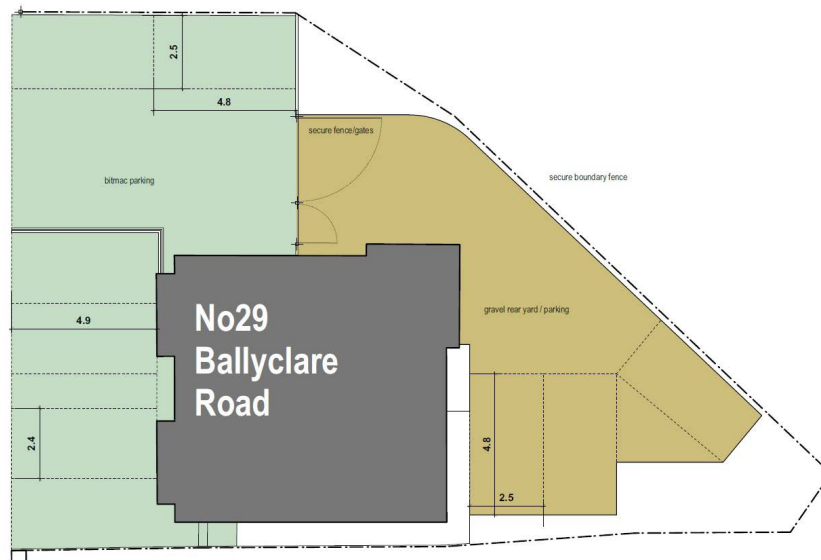 2.5
4.8
secure fence/gates
bitmac parking
secure boundary fence
No29
Ballyclare
Road
gravel rear yard / parking
4.9
2.4
4.8
2.5